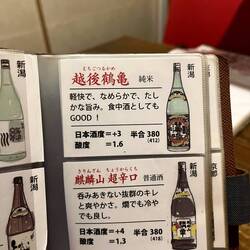 新潟
えちごつるかめ
越後鶴亀 純米
軽快で、なめらかで、たし
かな旨み。食中酒としても
GOOD！
日本酒度＝+3 半合 380
酸度 ＝1.6 (412)
新潟
新潟
きりんざん ちょうからくち
麒麟山 超辛口 普通酒
呑みあきない抜群のキレ
と爽やかさ。燗でも冷や
でも良し。
日本酒度＝+4 半合 380
酸度 ＝1.3 (418)
新潟
京都